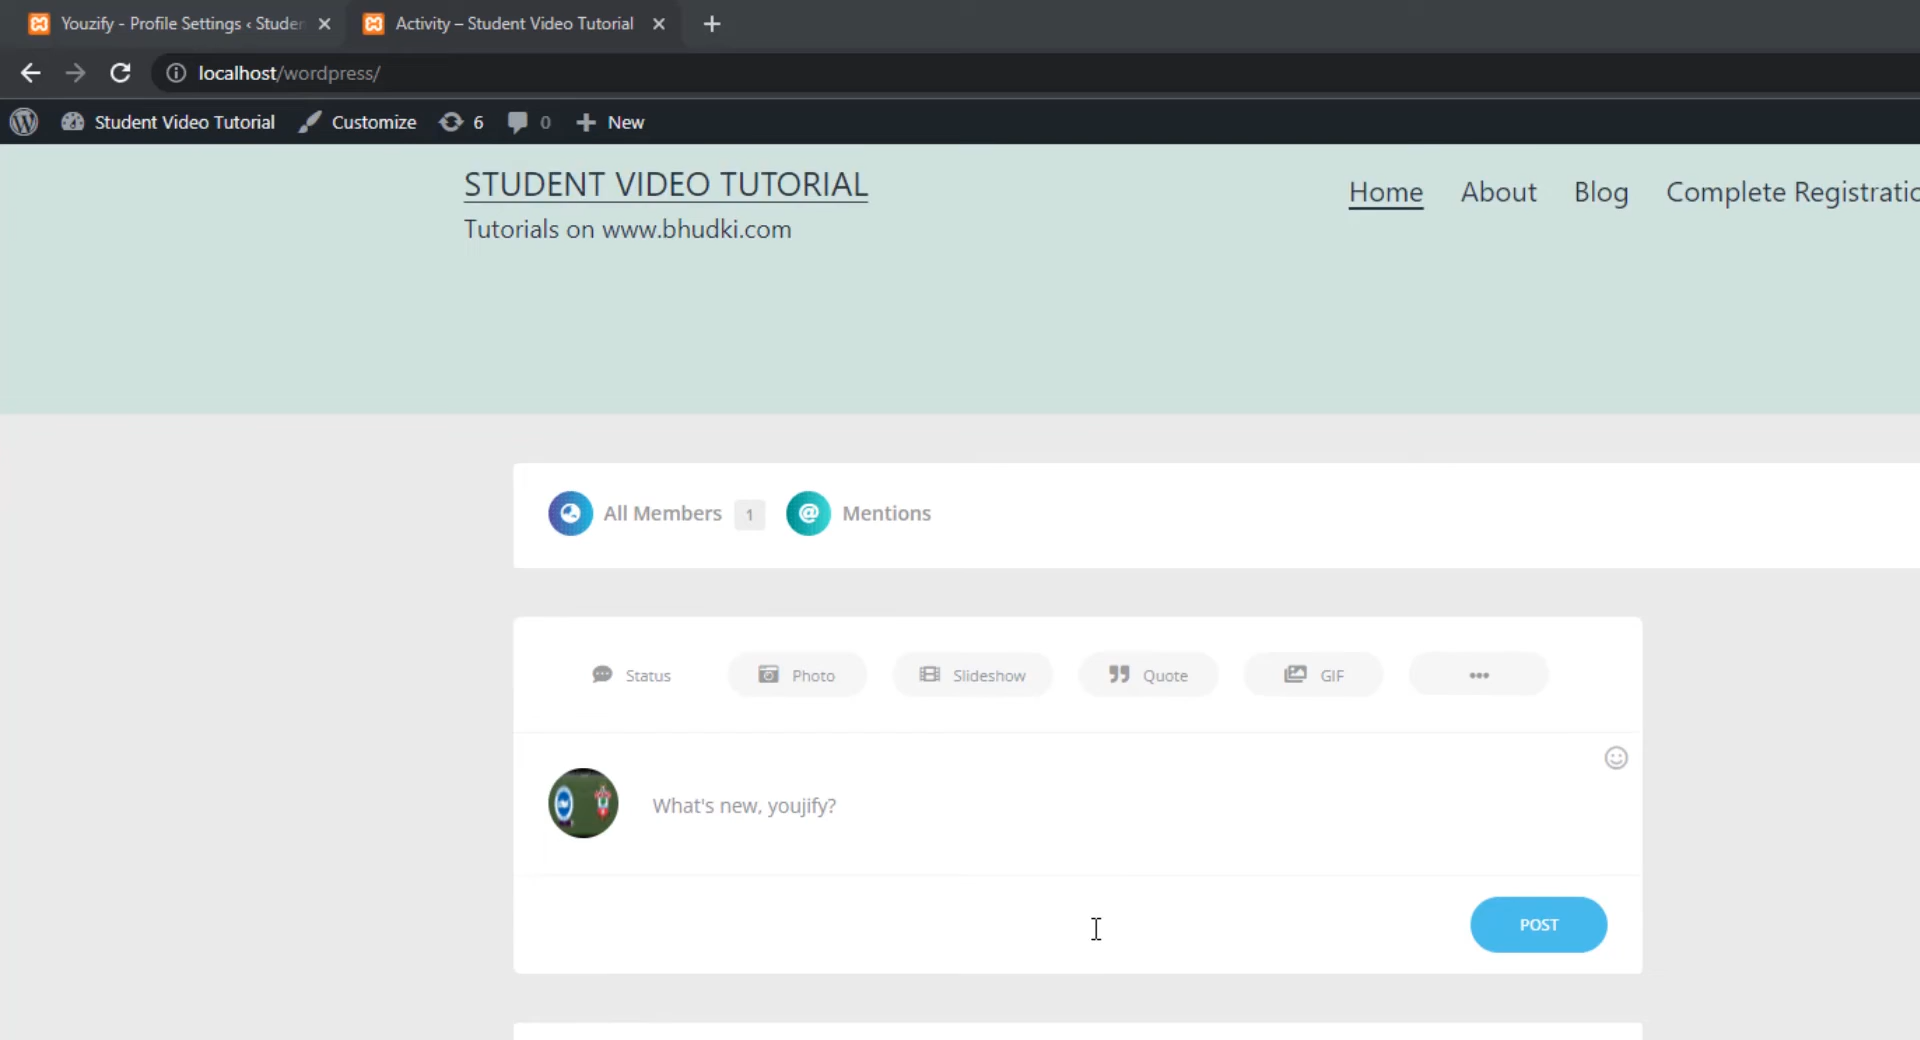 Youzify - Profile Settings ‹ Studen
Activity – Student Video Tutorial
localhost/wordpress/
Student Video Tutorial
Customize
6
0
New
STUDENT VIDEO TUTORIAL
Tutorials on www.bhudki.com
Home
About
Blog
Complete Registratio
All Members
1
Mentions
Status
Photo
Slideshow
Quote
GIF
What's new, youjify?
POST